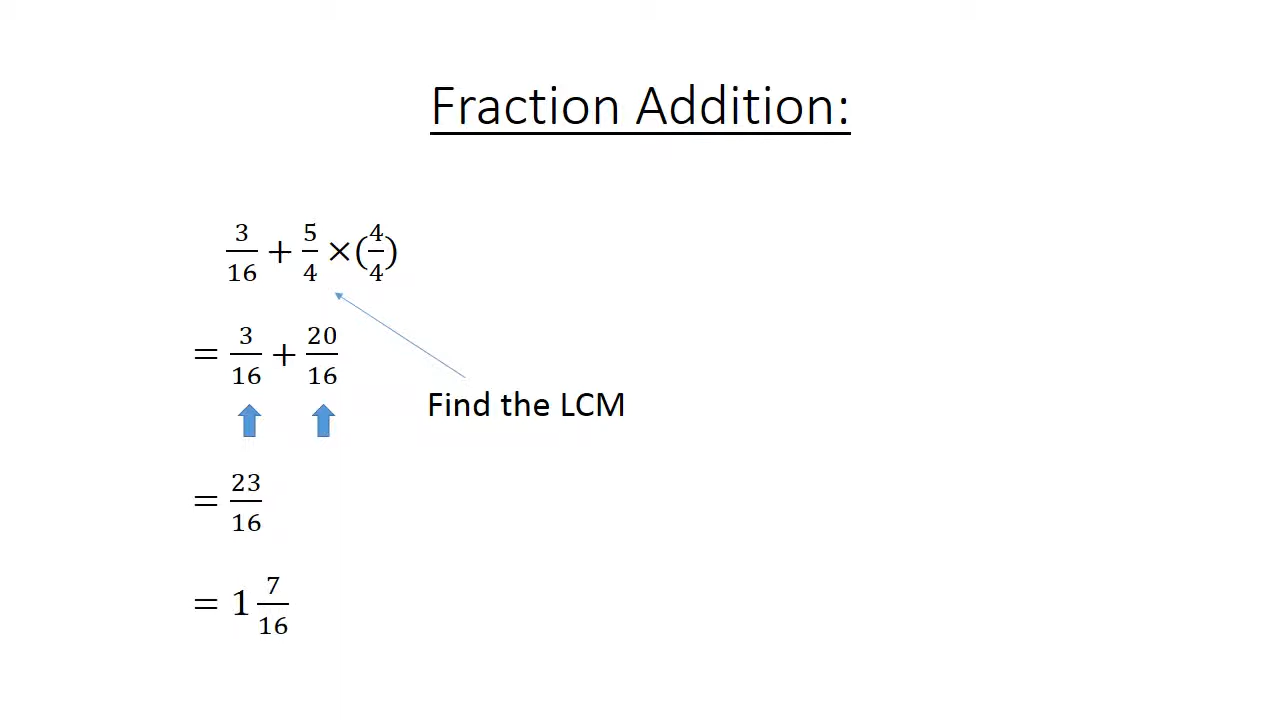 Fraction Addition:
3/16 + 5/4 ×(4/4)
= 3/16 + 20/16
Find the LCM
= 23/16
= 1 7/16